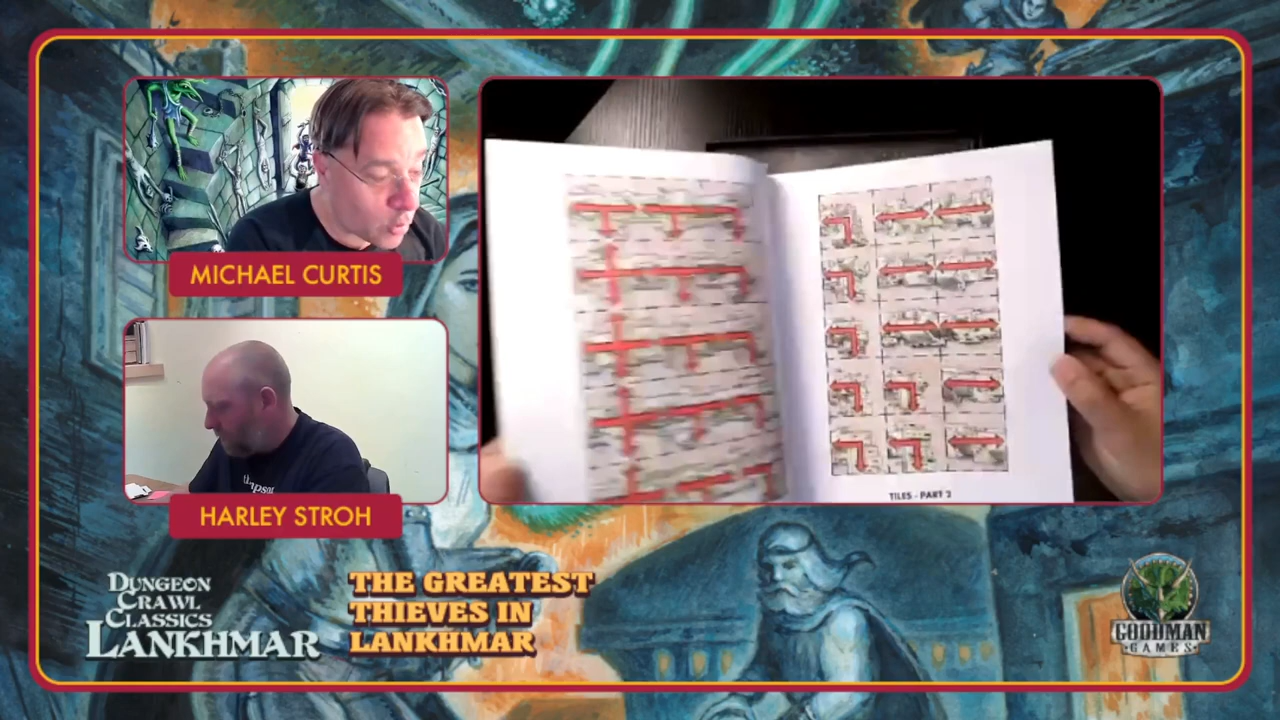 MICHAEL CURTIS
HARLEY STROH
TILES - PART 2
DUNGEON
CRAWL
CLASSICS
LANKHMAR
THE GREATEST
THIEVES IN
LANKHMAR
GOODMAN
GAMES